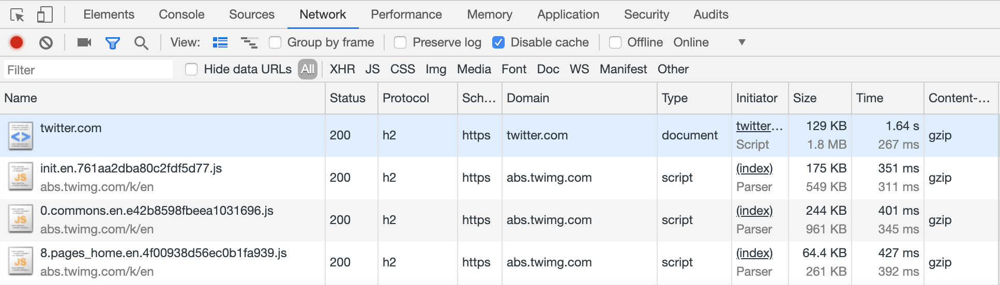 Elements Console Sources Network Performance Memory Application Security Audits
View: Group by frame Preserve log Disable cache Offline Online
Filter Hide data URLs All XHR JS CSS Img Media Font Doc WS Manifest Other
Name Status Protocol Sch... Domain Type Initiator Size Time Content-...
twitter.com 200 h2 https twitter.com document twitter... 129 KB 1.64 s gzip
Script 1.8 MB 267 ms
init.en.761aa2dba80c2fdf5d77.js 200 h2 https abs.twimg.com script (index) 175 KB 351 ms gzip
abs.twimg.com/k/en Parser 549 KB 311 ms
0.commons.en.e42b8598fbeea1031696.js 200 h2 https abs.twimg.com script (index) 244 KB 401 ms gzip
abs.twimg.com/k/en Parser 961 KB 345 ms
8.pages_home.en.4f00938d56ec0b1fa939.js 200 h2 https abs.twimg.com script (index) 64.4 KB 427 ms gzip
abs.twimg.com/k/en Parser 261 KB 392 ms